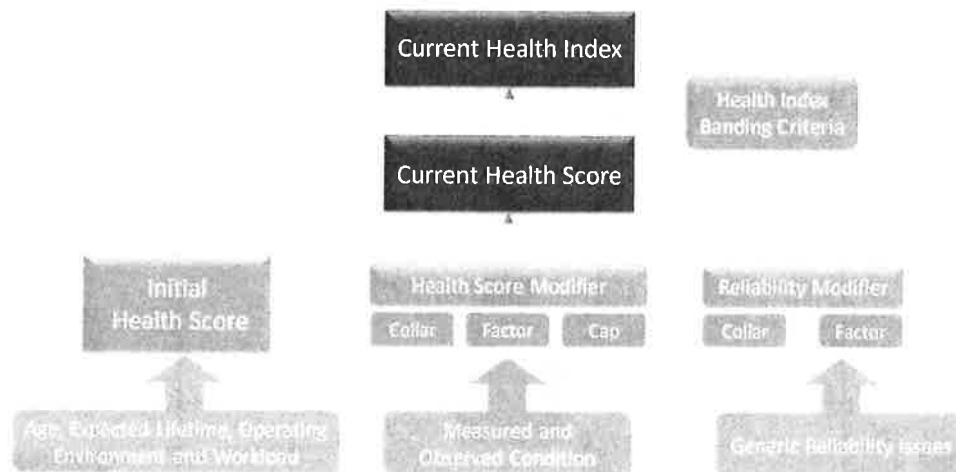 Current Health Index
Health Index
Banding Criteria
Current Health Score
Initial
Health Score
Health Score Modifier
Reliability Modifier
Collar
Factor
Cap
Collar
Factor
Age, Expected Lifetime, Operating
Environment and Workload
Measured and
Observed Condition
Generic Reliability Issues